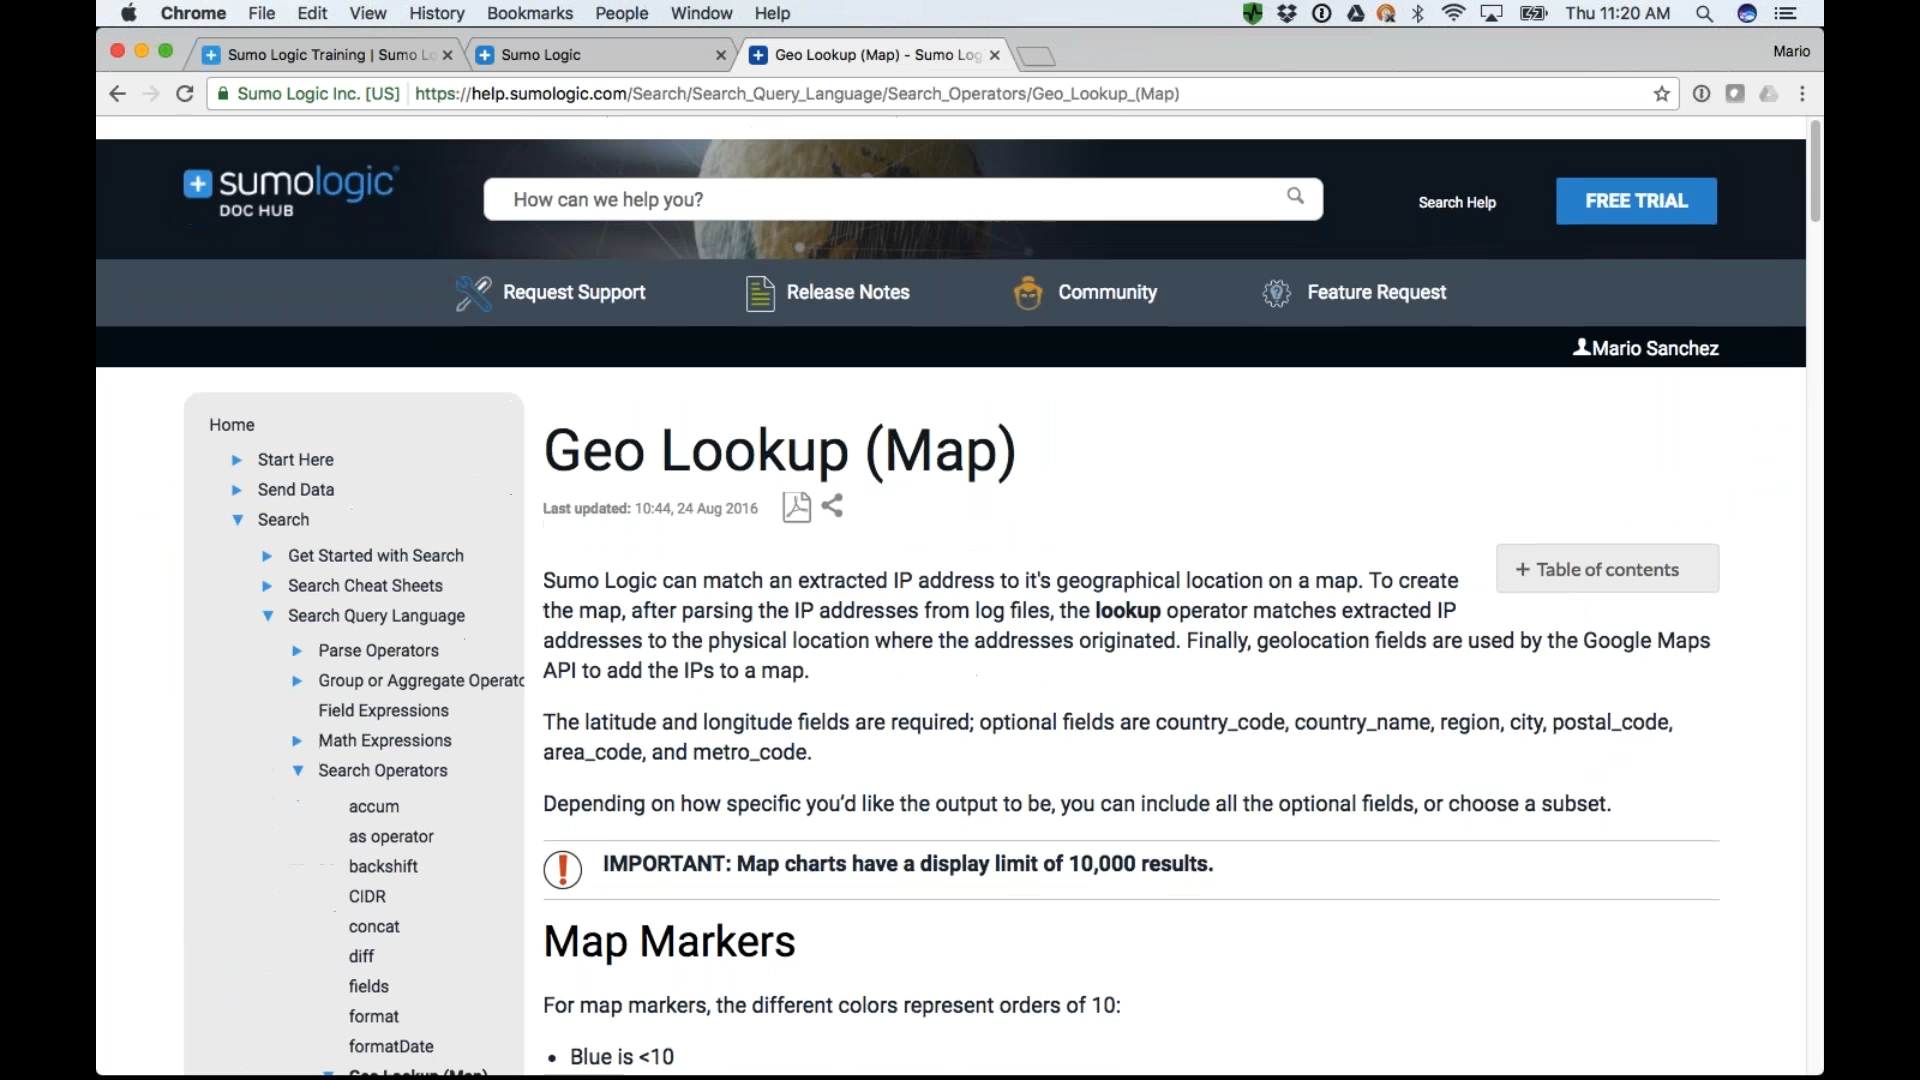 Chrome File Edit View History Bookmarks People Window Help Thu 11:20 AM
Sumo Logic Training | Sumo Lo Sumo Logic Geo Lookup (Map) - Sumo Log Mario
Sumo Logic Inc. [US] https://help.sumologic.com/Search/Search_Query_Language/Search_Operators/Geo_Lookup_(Map)
sumologic
DOC HUB
How can we help you?
Search Help
FREE TRIAL
Request Support Release Notes Community Feature Request
Mario Sanchez
Home
Start Here
Send Data
Search
Get Started with Search
Search Cheat Sheets
Search Query Language
Parse Operators
Group or Aggregate Operato
Field Expressions
Math Expressions
Search Operators
accum
as operator
backshift
CIDR
concat
diff
fields
format
formatDate
Geo Lookup (Map)
Geo Lookup (Map)
Last updated: 10:44, 24 Aug 2016
+ Table of contents
Sumo Logic can match an extracted IP address to it's geographical location on a map. To create
the map, after parsing the IP addresses from log files, the lookup operator matches extracted IP
addresses to the physical location where the addresses originated. Finally, geolocation fields are used by the Google Maps
API to add the IPs to a map.
The latitude and longitude fields are required; optional fields are country_code, country_name, region, city, postal_code,
area_code, and metro_code.
Depending on how specific you'd like the output to be, you can include all the optional fields, or choose a subset.
IMPORTANT: Map charts have a display limit of 10,000 results.
Map Markers
For map markers, the different colors represent orders of 10:
• Blue is <10